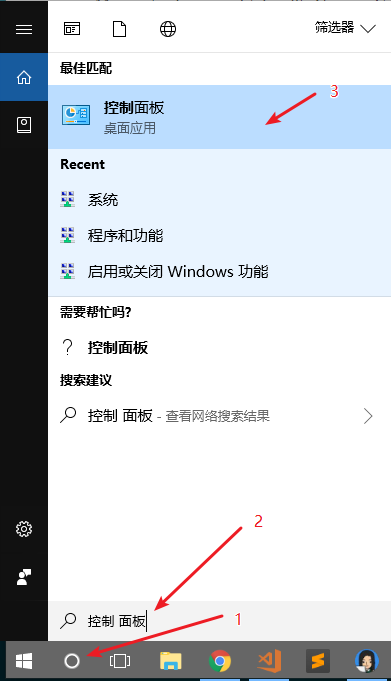 筛选器
最佳匹配
控制面板
桌面应用
3
Recent
系统
程序和功能
启用或关闭 Windows 功能
需要帮忙吗?
? 控制面板
搜索建议
控制 面板 - 查看网络搜索结果
2
控制 面板
1